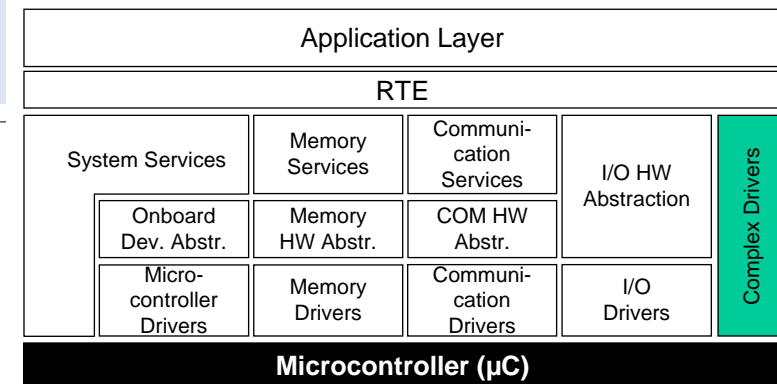 Application Layer
RTE
System Services
Memory
Services
Communi-
cation
Services
I/O HW
Abstraction
Complex Drivers
Onboard
Dev. Abstr.
Memory
HW Abstr.
COM HW
Abstr.
Micro-
controller
Drivers
Memory
Drivers
Communi-
cation
Drivers
I/O
Drivers
Microcontroller (µC)